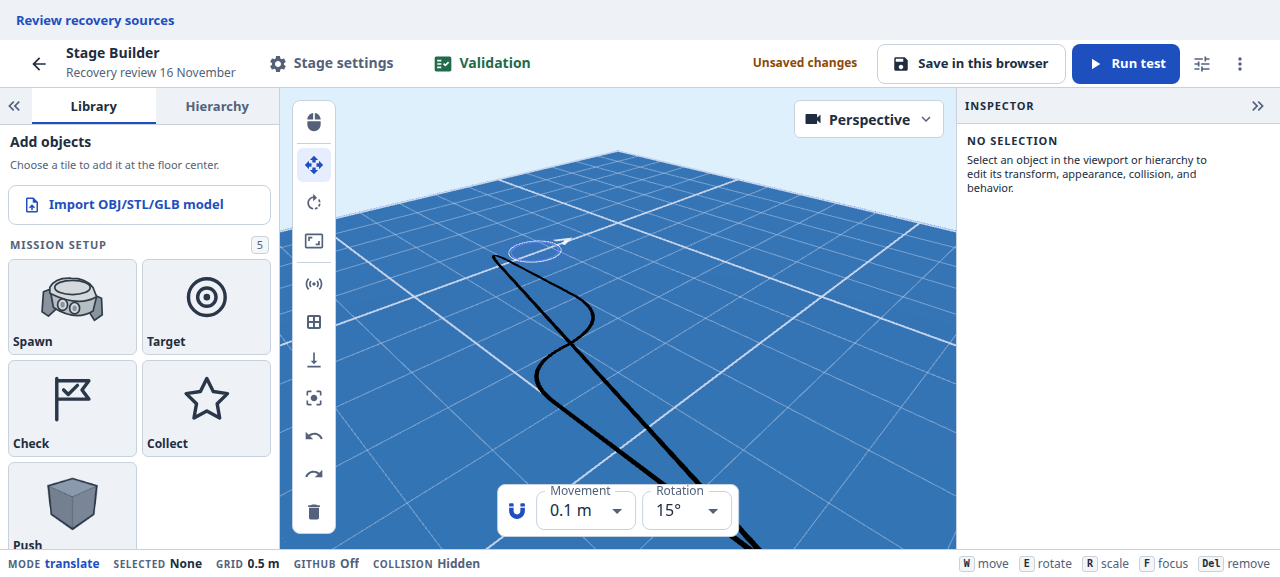 Review recovery sources
Stage Builder
Recovery review 16 November
Stage settings
Validation
Unsaved changes
Save in this browser
Run test
Library
Hierarchy
Add objects
Choose a tile to add it at the floor center.
Import OBJ/STL/GLB model
MISSION SETUP
5
Spawn
Target
Check
Collect
Push
Perspective
Movement
0.1 m
Rotation
15°
INSPECTOR
NO SELECTION
Select an object in the viewport or hierarchy to
edit its transform, appearance, collision, and
behavior.
MODE translate
SELECTED None
GRID 0.5 m
GITHUB Off
COLLISION Hidden
W move
E rotate
R scale
F focus
Del remove